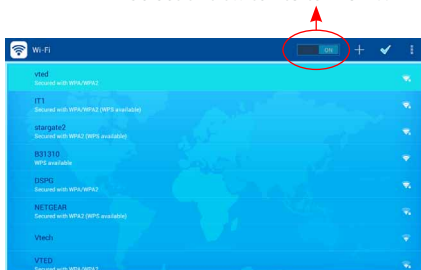 Wi-Fi
ON
vted
Secured with WPA/WPA2
IT1
Secured with WPA/WPA2 (WPS available)
stargate2
Secured with WPA2 (WPS available)
B31310
WPS available
DSPG
Secured with WPA/WPA2
NETGEAR
Secured with WPA2 (WPS available)
Vtech
VTED
Secured with WPA/WPA2